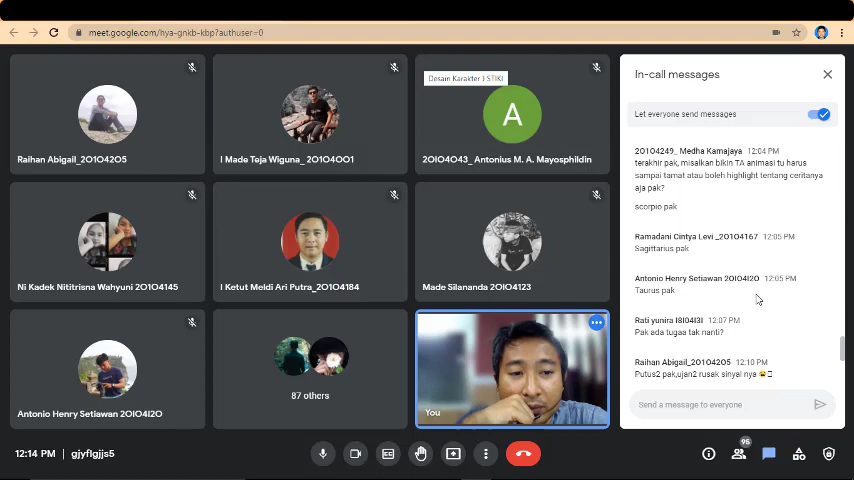 meet.google.com/hya-gnkb-kbp?authuser=0
Raihan Abigail_20104205
I Made Teja Wiguna_ 20104001
Desain Karakter J STIKI
A
20104043_ Antonius M. A. Mayosphildin
Ni Kadek Nititrisna Wahyuni 20104145
I Ketut Meldi Ari Putra_20104184
Made Silananda 20104123
Antonio Henry Setiawan 20104120
87 others
You
In-call messages
Let everyone send messages
20104249_ Medha Kamajaya 12:04 PM
terakhir pak, misalkan bikin TA animasi tu harus
sampai tamat atau boleh highlight tentang ceritanya
aja pak?
scorpio pak
Ramadani Cintya Levi _20104167 12:05 PM
Sagittarius pak
Antonio Henry Setiawan 20104120 12:05 PM
Taurus pak
Rati yunira 18104131 12:07 PM
Pak ada tugaa tak nanti?
Raihan Abigail_20104205 12:10 PM
Putus2 pak,ujan2 rusak sinyal nya 😅
Send a message to everyone
12:14 PM | gjyflgjjs5
CC
95